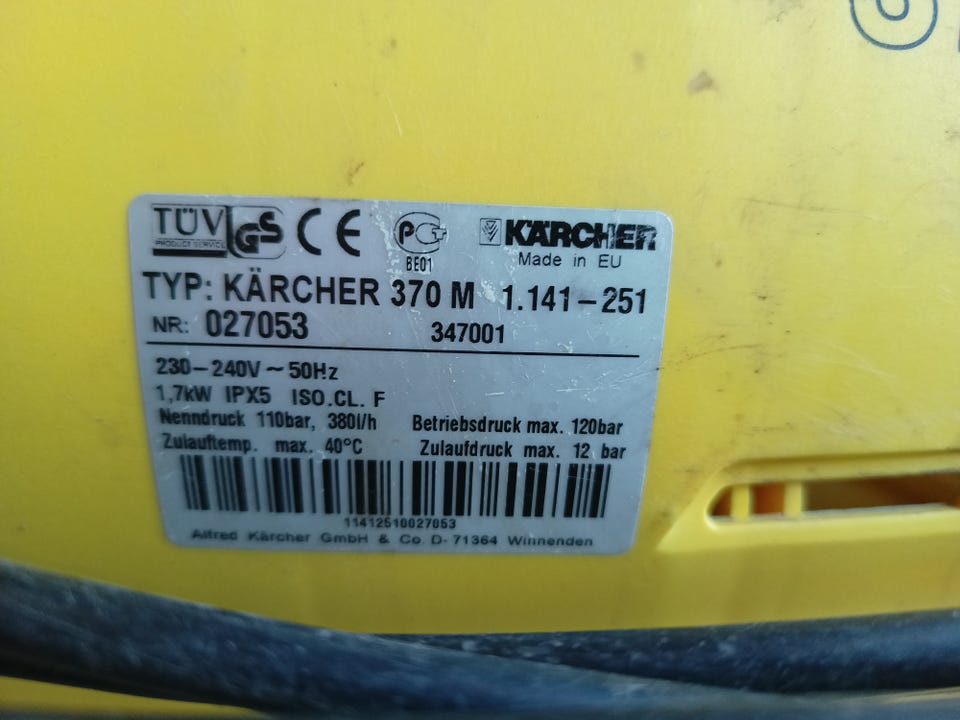 TÜV GS CE PCT KÄRCHER
PRODUCT SERVICE
BE01 Made in EU
TYP: KÄRCHER 370 M 1.141-251
NR: 027053 347001
230-240V ~ 50Hz
1,7kW IPX5 ISO.CL. F
Nenndruck 110bar, 380l/h Betriebsdruck max. 120bar
Zulauftemp. max. 40°C Zulaufdruck max. 12 bar
11412510027053
Alfred Kärcher GmbH & Co. D-71364 Winnenden